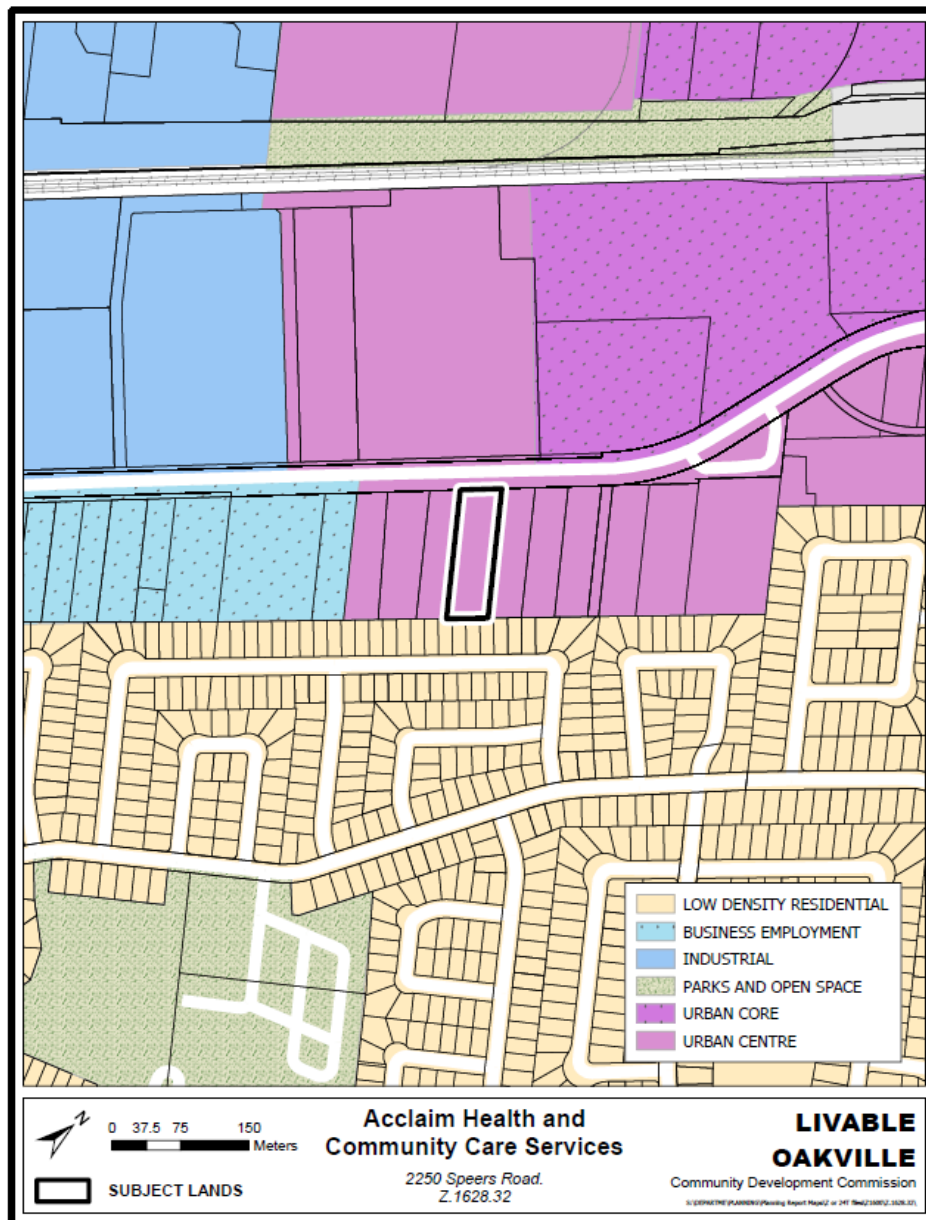 LOW DENSITY RESIDENTIAL
BUSINESS EMPLOYMENT
INDUSTRIAL
PARKS AND OPEN SPACE
URBAN CORE
URBAN CENTRE
N
0 37.5 75 150
Meters
SUBJECT LANDS
Acclaim Health and
Community Care Services
2250 Speers Road.
Z.1628.32
LIVABLE
OAKVILLE
Community Development Commission